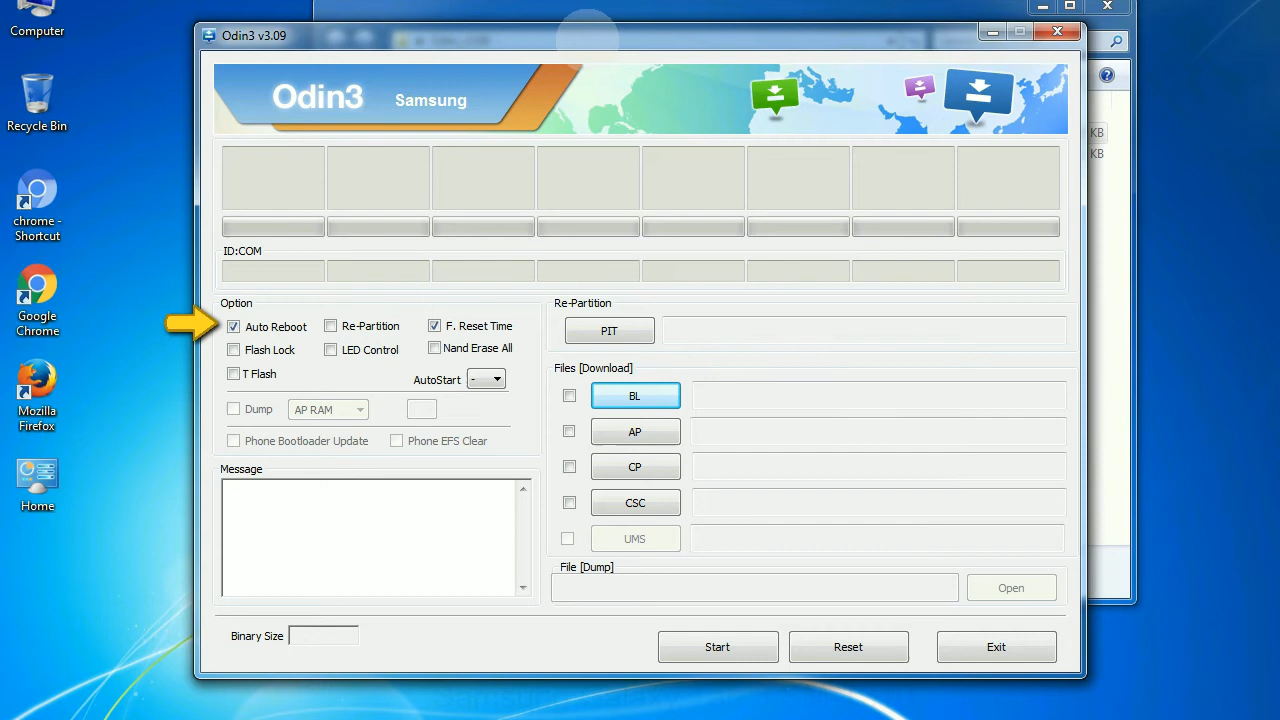 Computer
Recycle Bin
chrome -
Shortcut
Google
Chrome
Mozilla
Firefox
Home
Odin3 v3.09
Odin3 Samsung
ID:COM
Option
Auto Reboot
Re-Partition
F. Reset Time
Flash Lock
LED Control
Nand Erase All
T Flash
AutoStart -
Dump
AP RAM
Phone Bootloader Update
Phone EFS Clear
Message
Re-Partition
PIT
Files [Download]
BL
AP
CP
CSC
UMS
File [Dump]
Open
Binary Size
Start
Reset
Exit
KB
KB